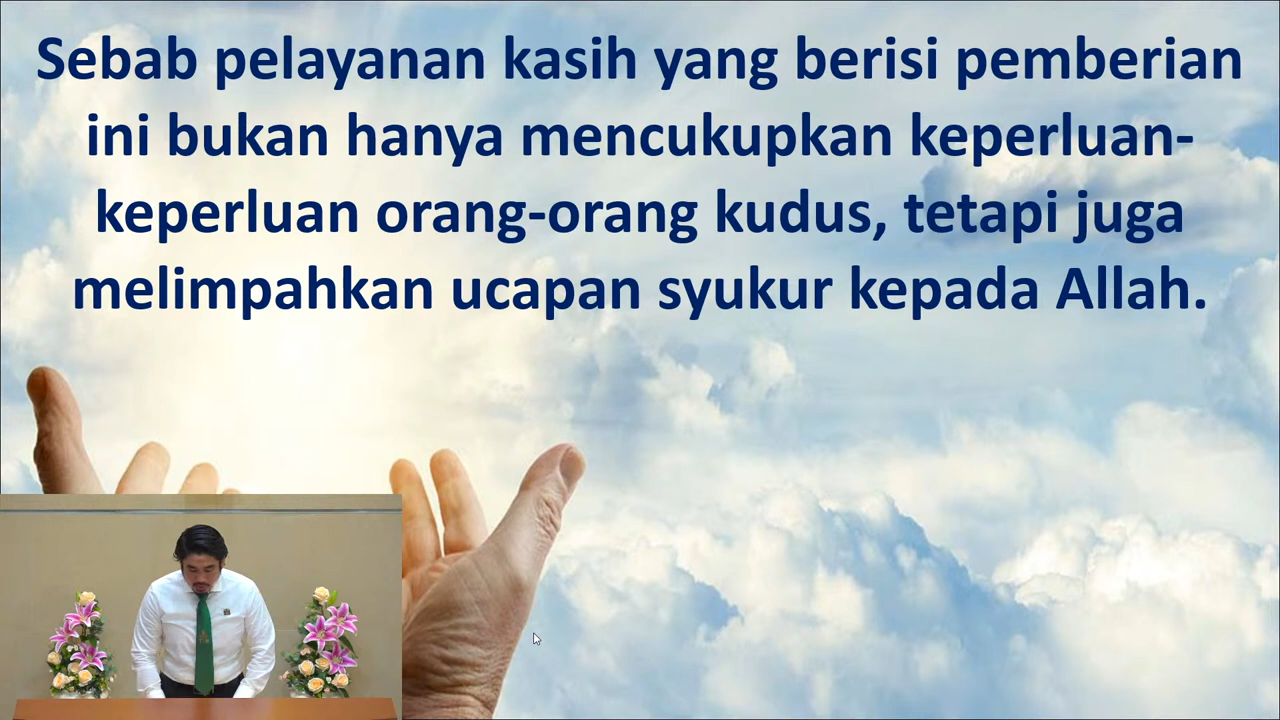 Sebab pelayanan kasih yang berisi pemberian
ini bukan hanya mencukupkan keperluan-
keperluan orang-orang kudus, tetapi juga
melimpahkan ucapan syukur kepada Allah.